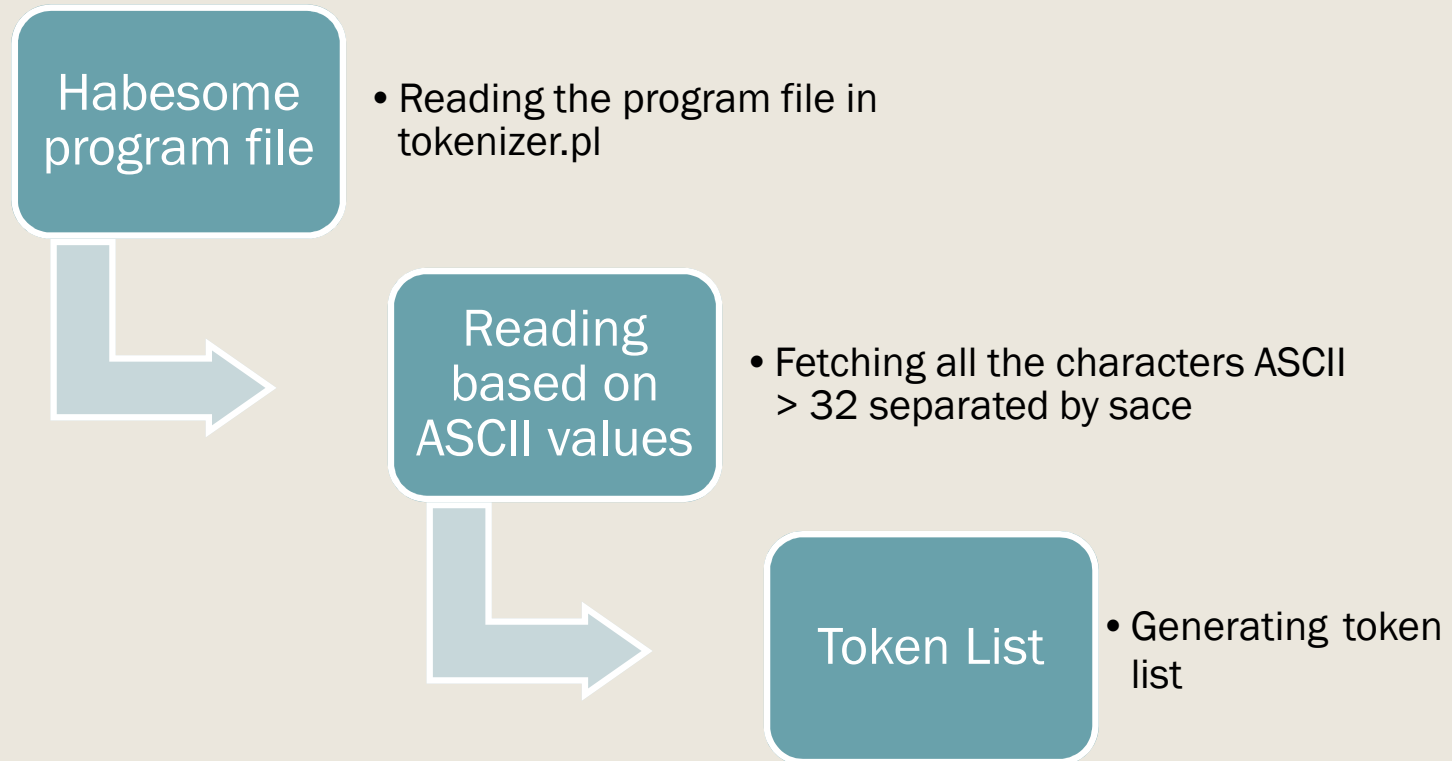 Habesome
program file
• Reading the program file in
tokenizer.pl
Reading
based on
ASCII values
• Fetching all the characters ASCII
> 32 separated by sace
Token List
• Generating token
list